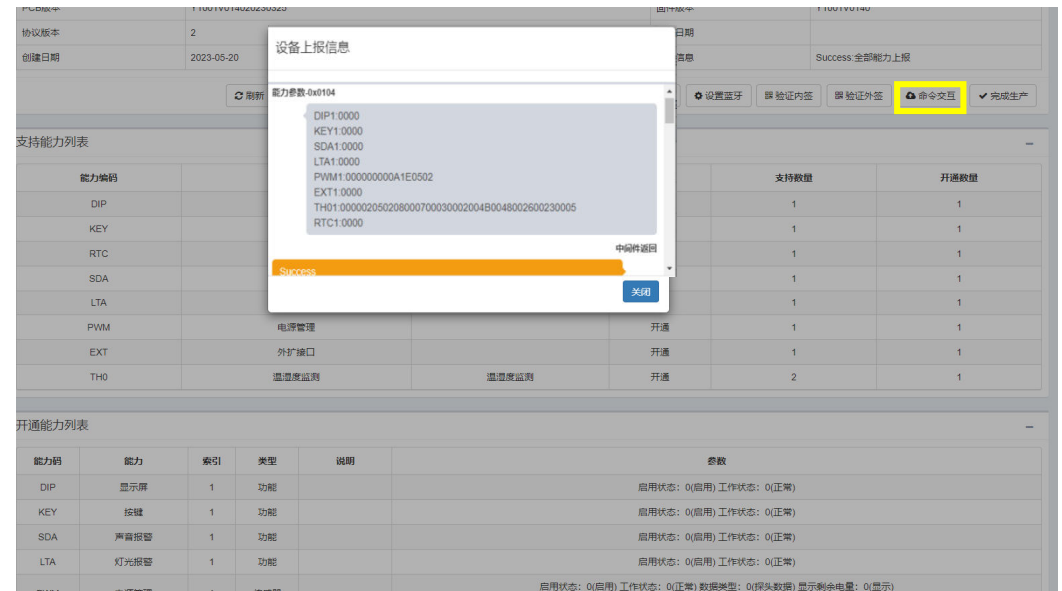 PCB版本 Y1001V014020230325 固件版本 Y1001V0140
协议版本 2 日期
创建日期 2023-05-20 信息 Success:全部能力上报
设备上报信息
刷新 设置蓝牙 验证内签 验证外签 命令交互 完成生产
能力参数-0x0104
DIP1:0000
KEY1:0000
SDA1:0000
LTA1:0000
PWM1:000000000A1E0502
EXT1:0000
TH01:000002050208000700030002004B0048002600230005
RTC1:0000
中间件返回
Success
关闭
支持能力列表
能力编码 支持数量 开通数量
DIP 1 1
KEY 1 1
RTC 1 1
SDA 1 1
LTA 1 1
PWM 电源管理 开通 1 1
EXT 外扩接口 开通 1 1
TH0 温湿度监测 温湿度监测 开通 2 1
开通能力列表
能力码 能力 索引 类型 说明 参数
DIP 显示屏 1 功能 启用状态：0(启用) 工作状态：0(正常)
KEY 按键 1 功能 启用状态：0(启用) 工作状态：0(正常)
SDA 声音报警 1 功能 启用状态：0(启用) 工作状态：0(正常)
LTA 灯光报警 1 功能 启用状态：0(启用) 工作状态：0(正常)
启用状态：0(启用) 工作状态：0(正常) 数据类型：0(探头数据) 显示剩余电量：0(显示)